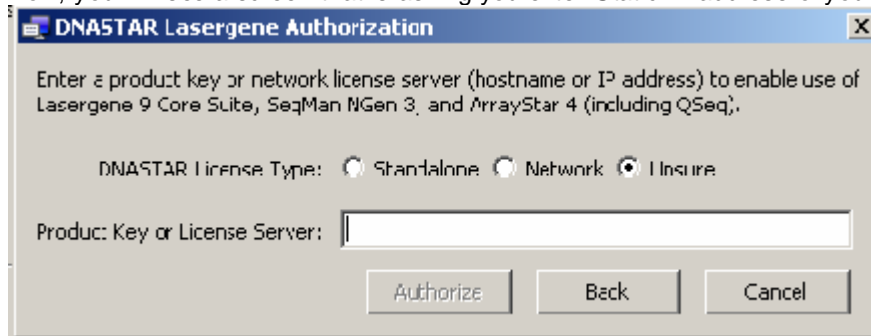 DNASTAR Lasergene Authorization
Enter a product key or network license server (hostname or IP address) to enable use of
Lasergene 9 Core Suite, SeqMan NGen 3, and ArrayStar 4 (including QSeq).
DNASTAR License Type: Standalone Network Unsure
Product Key or License Server:
Authorize Back Cancel